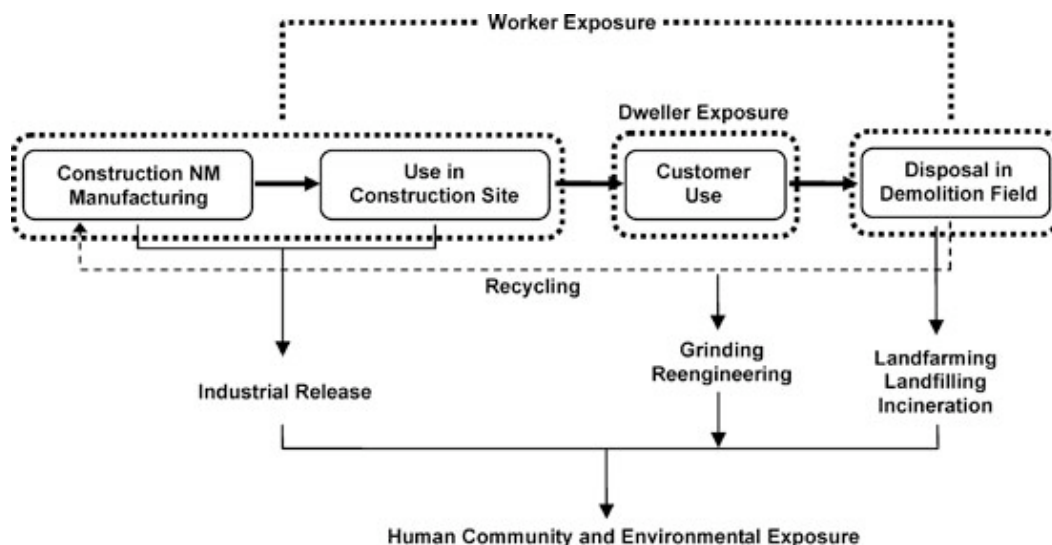 Worker Exposure
Dweller Exposure
Construction NM
Manufacturing
Use in
Construction Site
Customer
Use
Disposal in
Demolition Field
Recycling
Industrial Release
Grinding
Reengineering
Landfarming
Landfilling
Incineration
Human Community and Environmental Exposure